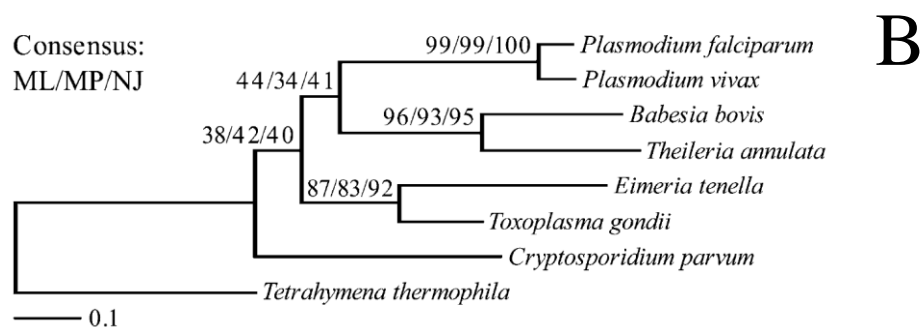 Consensus:
ML/MP/NJ
B
99/99/100
Plasmodium falciparum
Plasmodium vivax
44/34/41
96/93/95
Babesia bovis
Theileria annulata
38/42/40
87/83/92
Eimeria tenella
Toxoplasma gondii
Cryptosporidium parvum
Tetrahymena thermophila
0.1